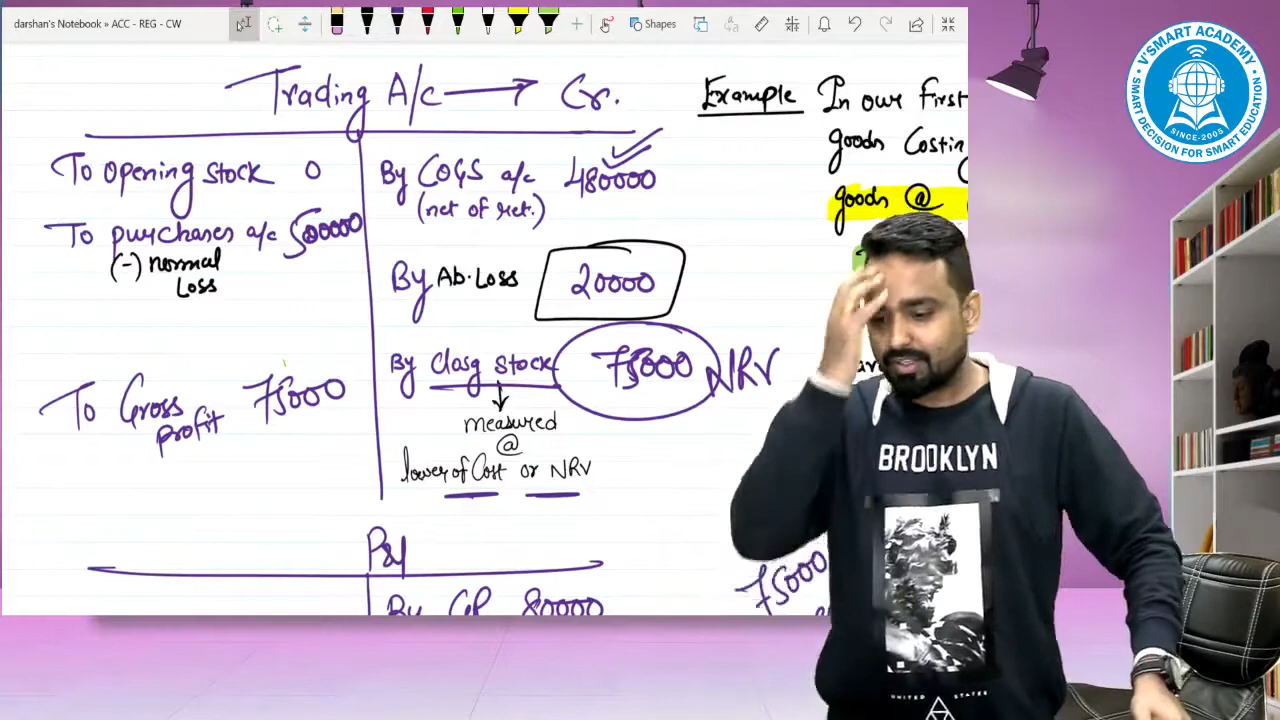 darshan's Notebook » ACC - REG - CW
Shapes
Trading A/c → Cr.
To opening stock 0
To purchases a/c 500000
(-) normal
Loss
To Gross
profit 75000
By COGS a/c 480000
(net of ret.)
By Ab. Loss 20000
By closg stock 75000 NRV
measured
@
lower of Cost or NRV
P&L
By GP 80000
Example In our First
goods Costing
goods @
75000
V'SMART ACADEMY
SINCE-2005
SMART DECISION FOR SMART EDUCATION
BROOKLYN
UNITED STATES